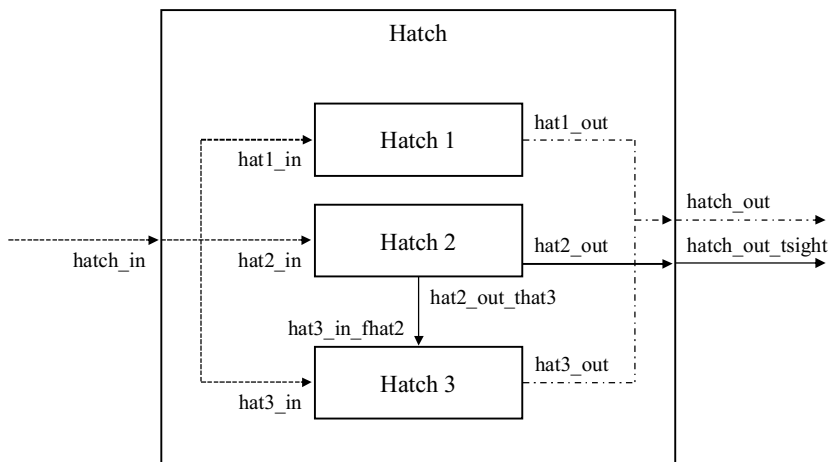 Hatch
Hatch 1
hat1_out
hat1_in
hatch_out
Hatch 2
hat2_out
hatch_out_tsight
hatch_in
hat2_in
hat2_out_that3
hat3_in_fhat2
Hatch 3
hat3_out
hat3_in